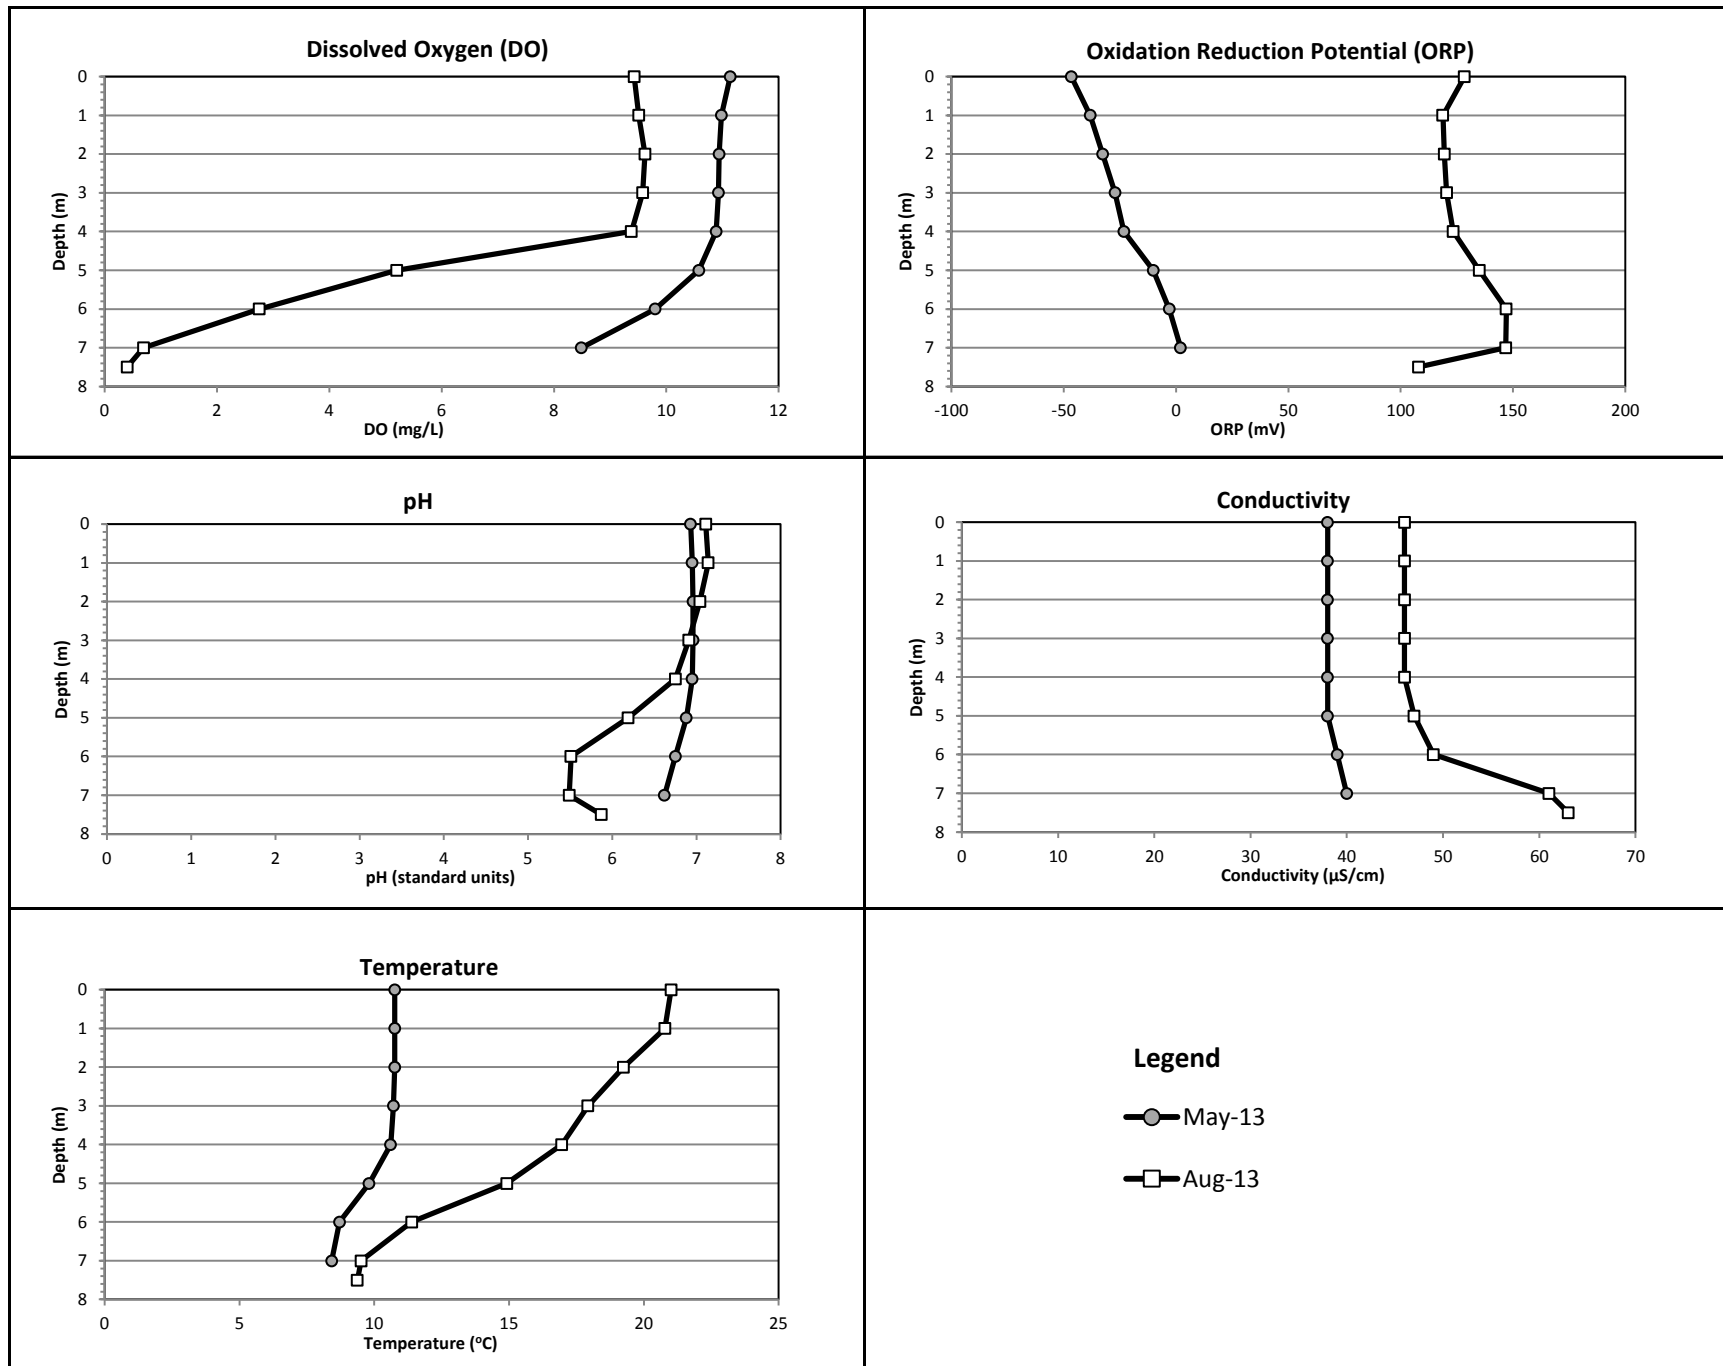 Dissolved Oxygen (DO)
0
1
2
3
4
5
6
7
8
Depth (m)
0 2 4 6 8 10 12
DO (mg/L)
Oxidation Reduction Potential (ORP)
0
1
2
3
4
5
6
7
8
Depth (m)
-100 -50 0 50 100 150 200
ORP (mV)
pH
0
1
2
3
4
5
6
7
8
Depth (m)
0 1 2 3 4 5 6 7 8
pH (standard units)
Conductivity
0
1
2
3
4
5
6
7
8
Depth (m)
0 10 20 30 40 50 60 70
Conductivity (µS/cm)
Temperature
0
1
2
3
4
5
6
7
8
Depth (m)
0 5 10 15 20 25
Temperature (°C)
Legend
May-13
Aug-13